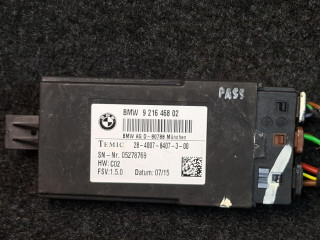 PASS
BMW 9 216 468 02
BMW AG D-80788 München
TEMIC 28-4007-8407-3-00
SN-Nr. 05278769
HW: C02
FSV: 1.5.0 Datum: 07/15